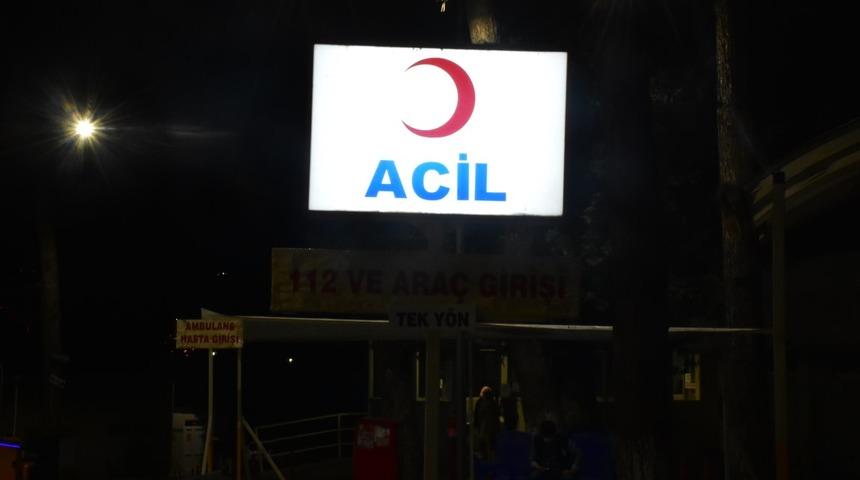 ACİL
112 VE ARAÇ GİRİŞİ
TEK YÖN
AMBULANS
HASTA GİRİŞİ